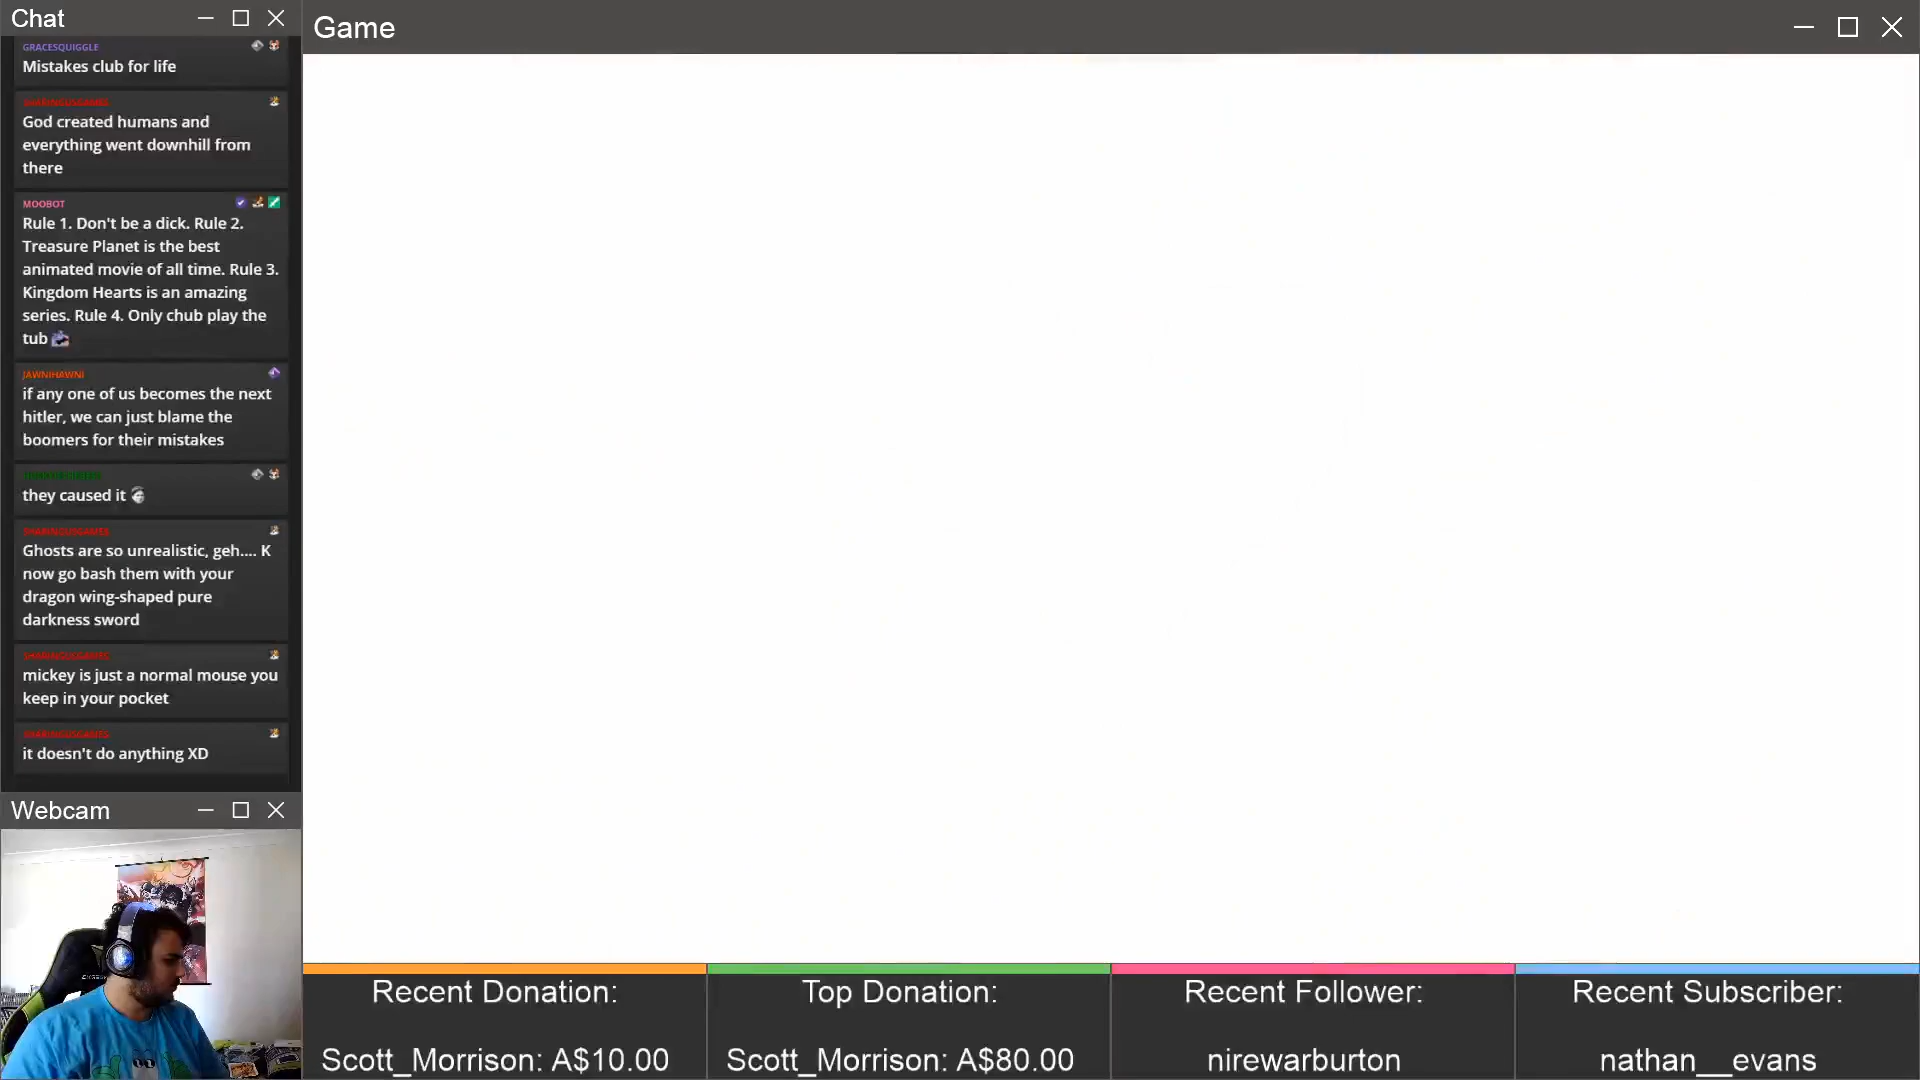 Chat
Game
GRACESQUIGGLE
Mistakes club for life
SHARINGUSGAMES
God created humans and
everything went downhill from
there
MOOBOT
Rule 1. Don't be a dick. Rule 2.
Treasure Planet is the best
animated movie of all time. Rule 3.
Kingdom Hearts is an amazing
series. Rule 4. Only chub play the
tub
JAWNIHAWNI
if any one of us becomes the next
hitler, we can just blame the
boomers for their mistakes
they caused it
SHARINGUSGAMES
Ghosts are so unrealistic, geh.... K
now go bash them with your
dragon wing-shaped pure
darkness sword
SHARINGUSGAMES
mickey is just a normal mouse you
keep in your pocket
SHARINGUSGAMES
it doesn't do anything XD
Webcam
Recent Donation:
Scott_Morrison: A$10.00
Top Donation:
Scott_Morrison: A$80.00
Recent Follower:
nirewarburton
Recent Subscriber:
nathan__evans